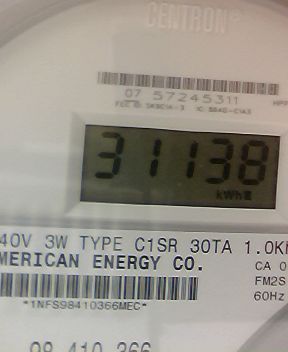 CENTRON®
07 57245311
31138
kWh
40V 3W TYPE C1SR 30TA 1.0K
MERICAN ENERGY CO.
CA 0
FM2S
60Hz
*1NFS98410366MEC*
98 410 366